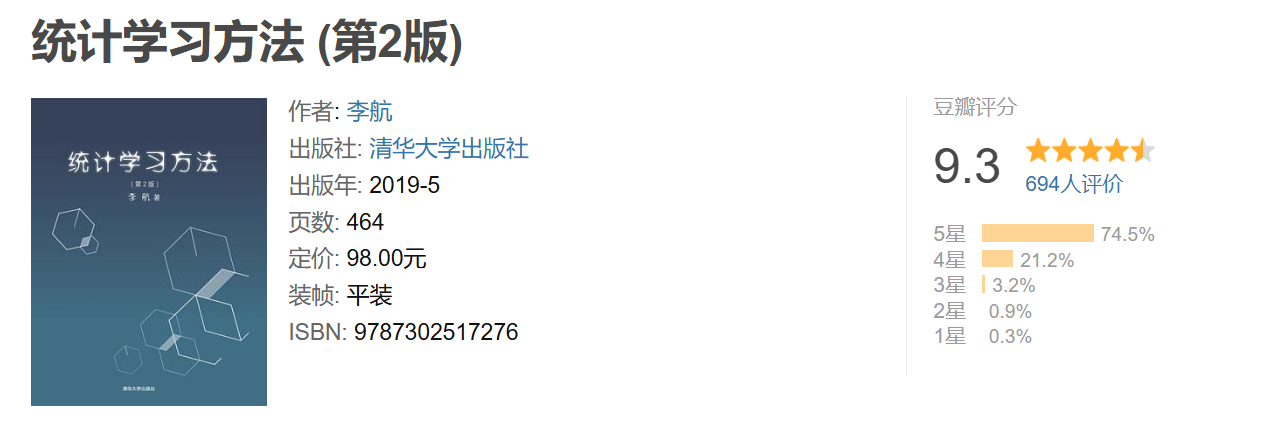 统计学习方法 (第2版)
统计学习方法
(第2版)
李 航 著
清华大学出版社
作者: 李航
出版社: 清华大学出版社
出版年: 2019-5
页数: 464
定价: 98.00元
装帧: 平装
ISBN: 9787302517276
豆瓣评分
9.3
694人评价
5星 74.5%
4星 21.2%
3星 3.2%
2星 0.9%
1星 0.3%